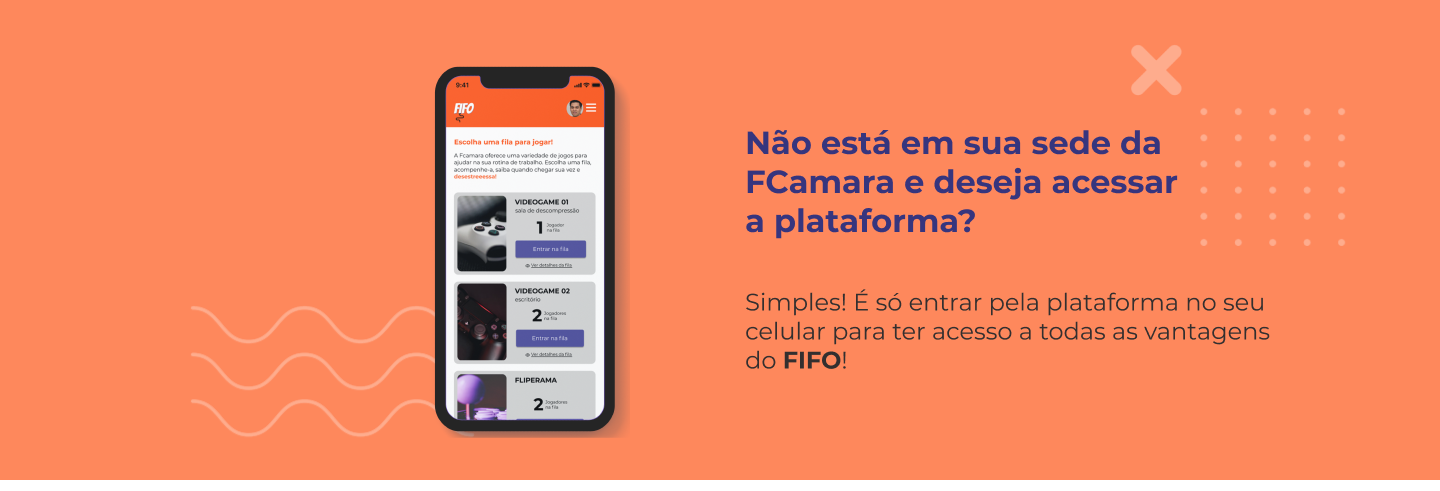 9:41
FIFO
Escolha uma fila para jogar!
A Fcamara oferece uma variedade de jogos para
ajudar na sua rotina de trabalho. Escolha uma fila,
acompenhe-a, saiba quando chegar sua vez e
desestreeessa!
VIDEOGAME 01
sala de descompressão
1 Jogador
na fila
Entrar na fila
Ver detalhes da fila
VIDEOGAME 02
escritório
2 Jogadores
na fila
Entrar na fila
Ver detalhes da fila
FLIPERAMA
2 Jogadores
na fila
Não está em sua sede da
FCamara e deseja acessar
a plataforma?
Simples! É só entrar pela plataforma no seu
celular para ter acesso a todas as vantagens
do FIFO!